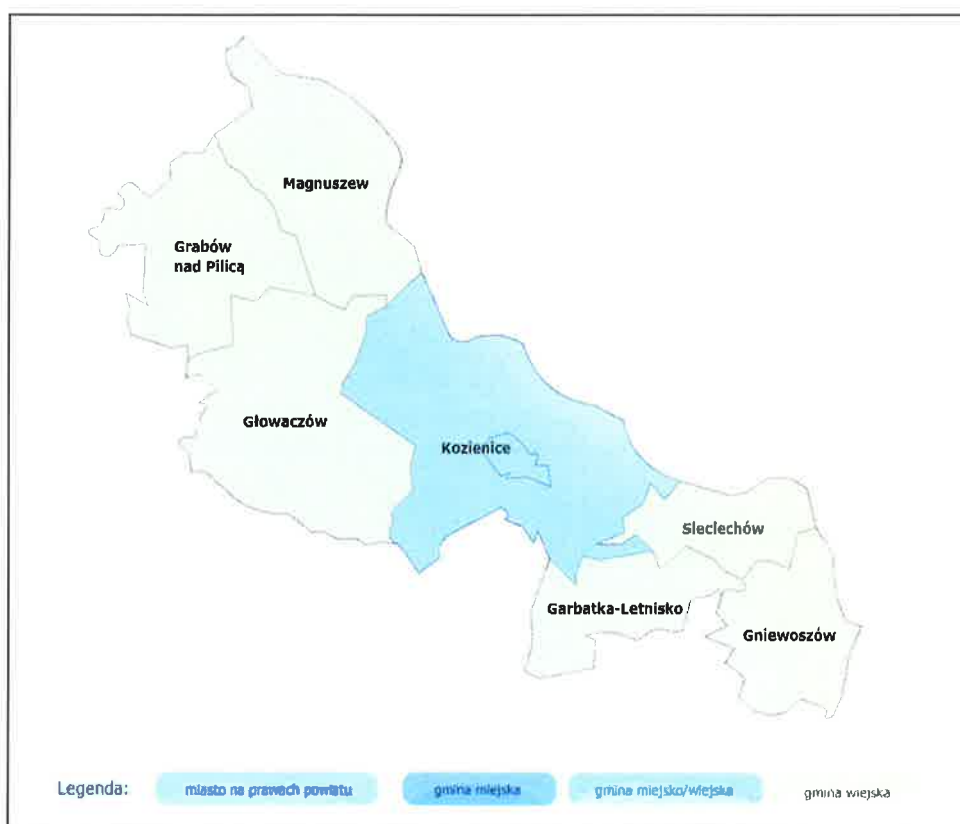 Magnuszew
Grabów
nad Pilicą
Głowaczów
Kozienice
Sieciechów
Garbatka-Letnisko
Gniewoszów
Legenda:
miasto na prawach powiatu
gmina miejska
gmina miejsko/wiejska
gmina wiejska